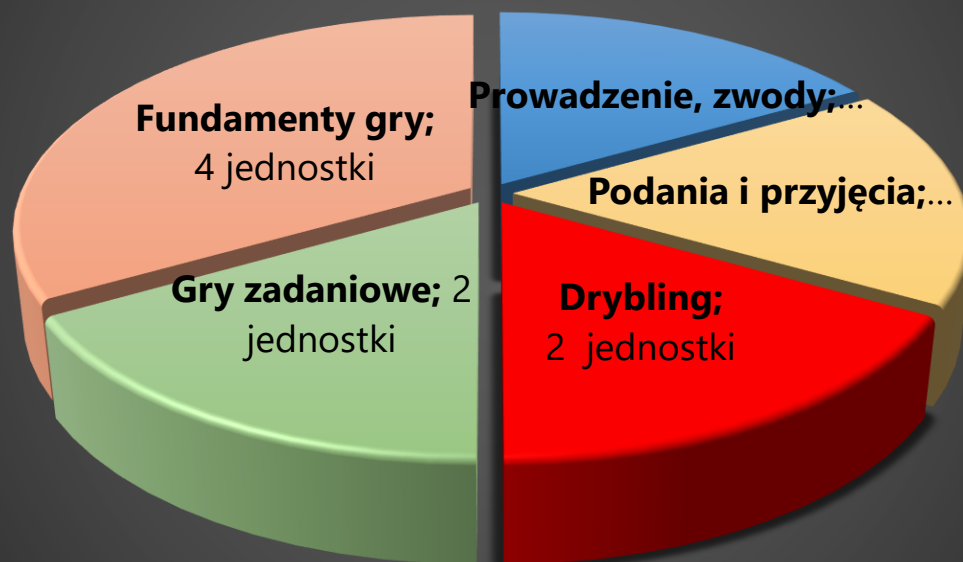 Fundamenty gry;
4 jednostki
Prowadzenie, zwody;...
Podania i przyjęcia;...
Gry zadaniowe; 2
jednostki
Drybling;
2 jednostki